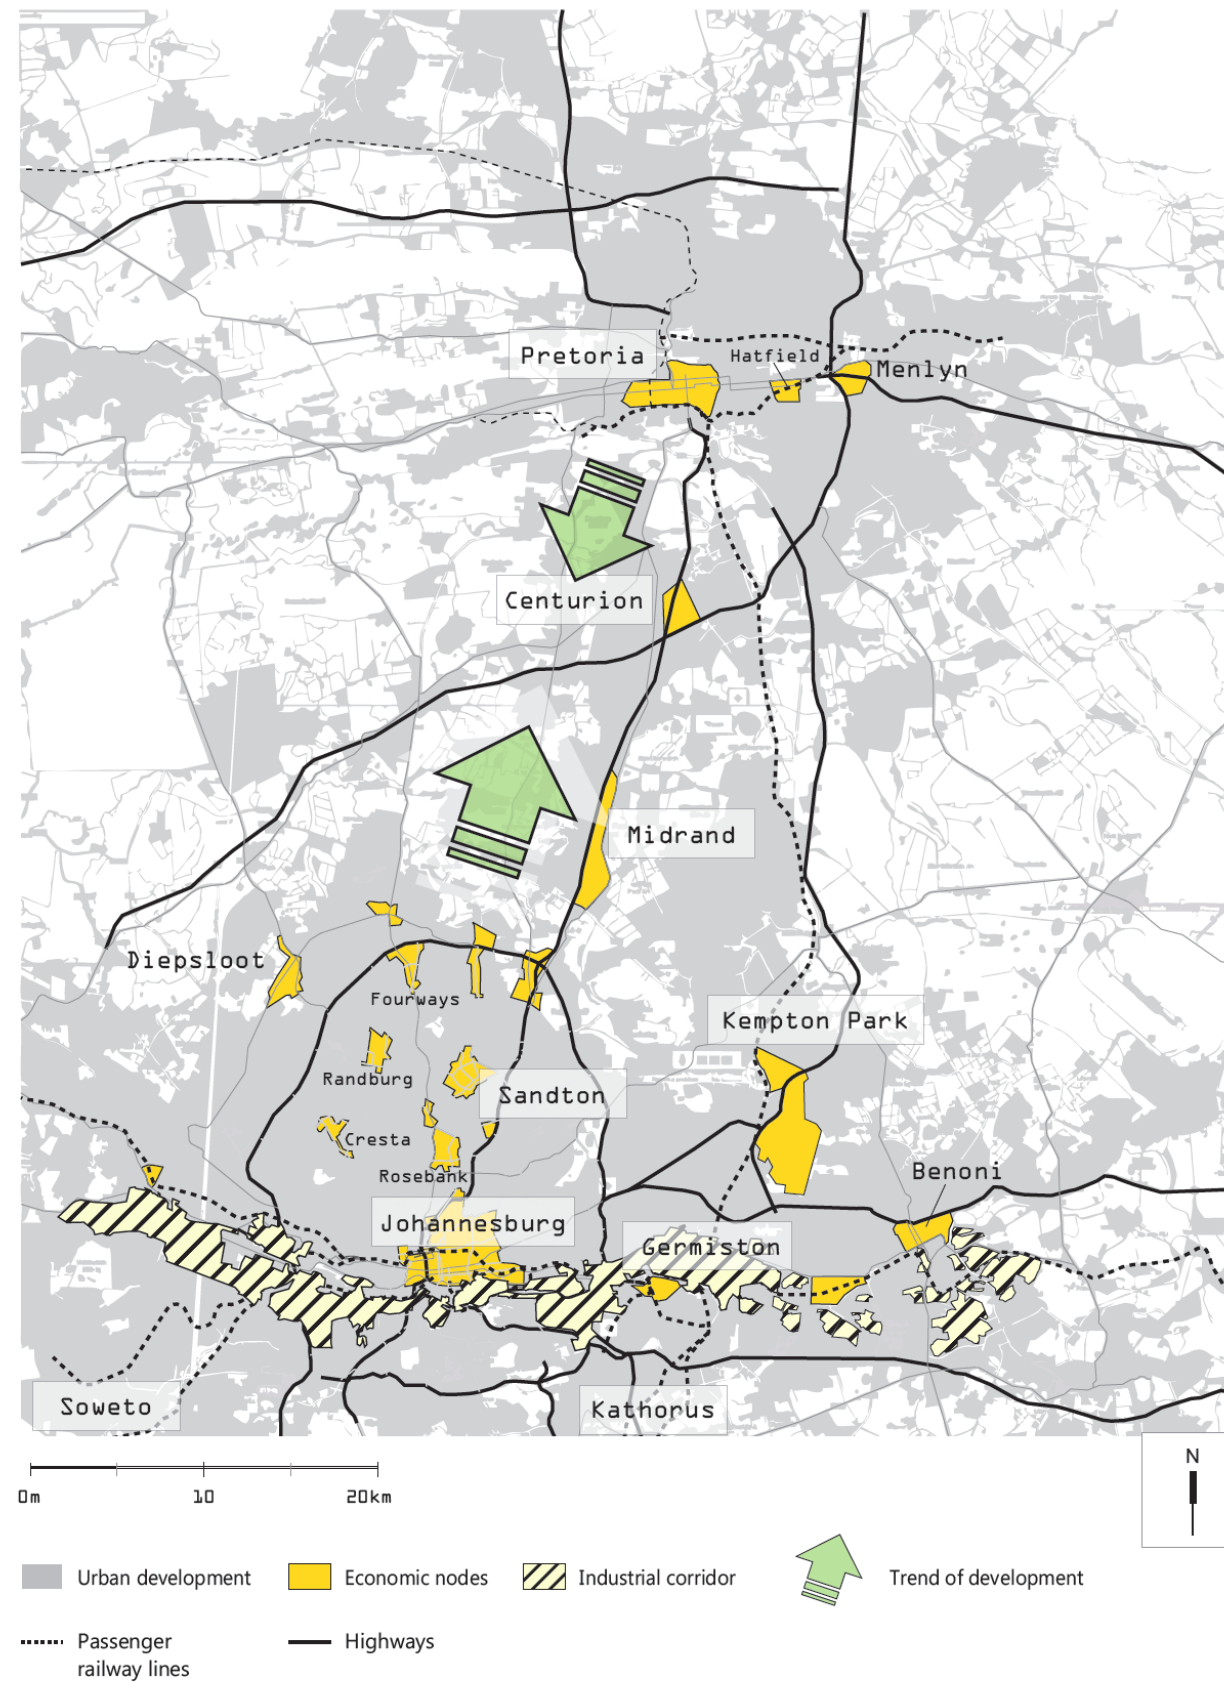 Pretoria
Hatfield
Menlyn
Centurion
Midrand
Diepsloot
Fourways
Kempton Park
Randburg
Sandton
Cresta
Rosebank
Benoni
Johannesburg
Germiston
Soweto
Kathorus
N
0m 10 20km
Urban development
Economic nodes
Industrial corridor
Trend of development
Passenger
railway lines
Highways